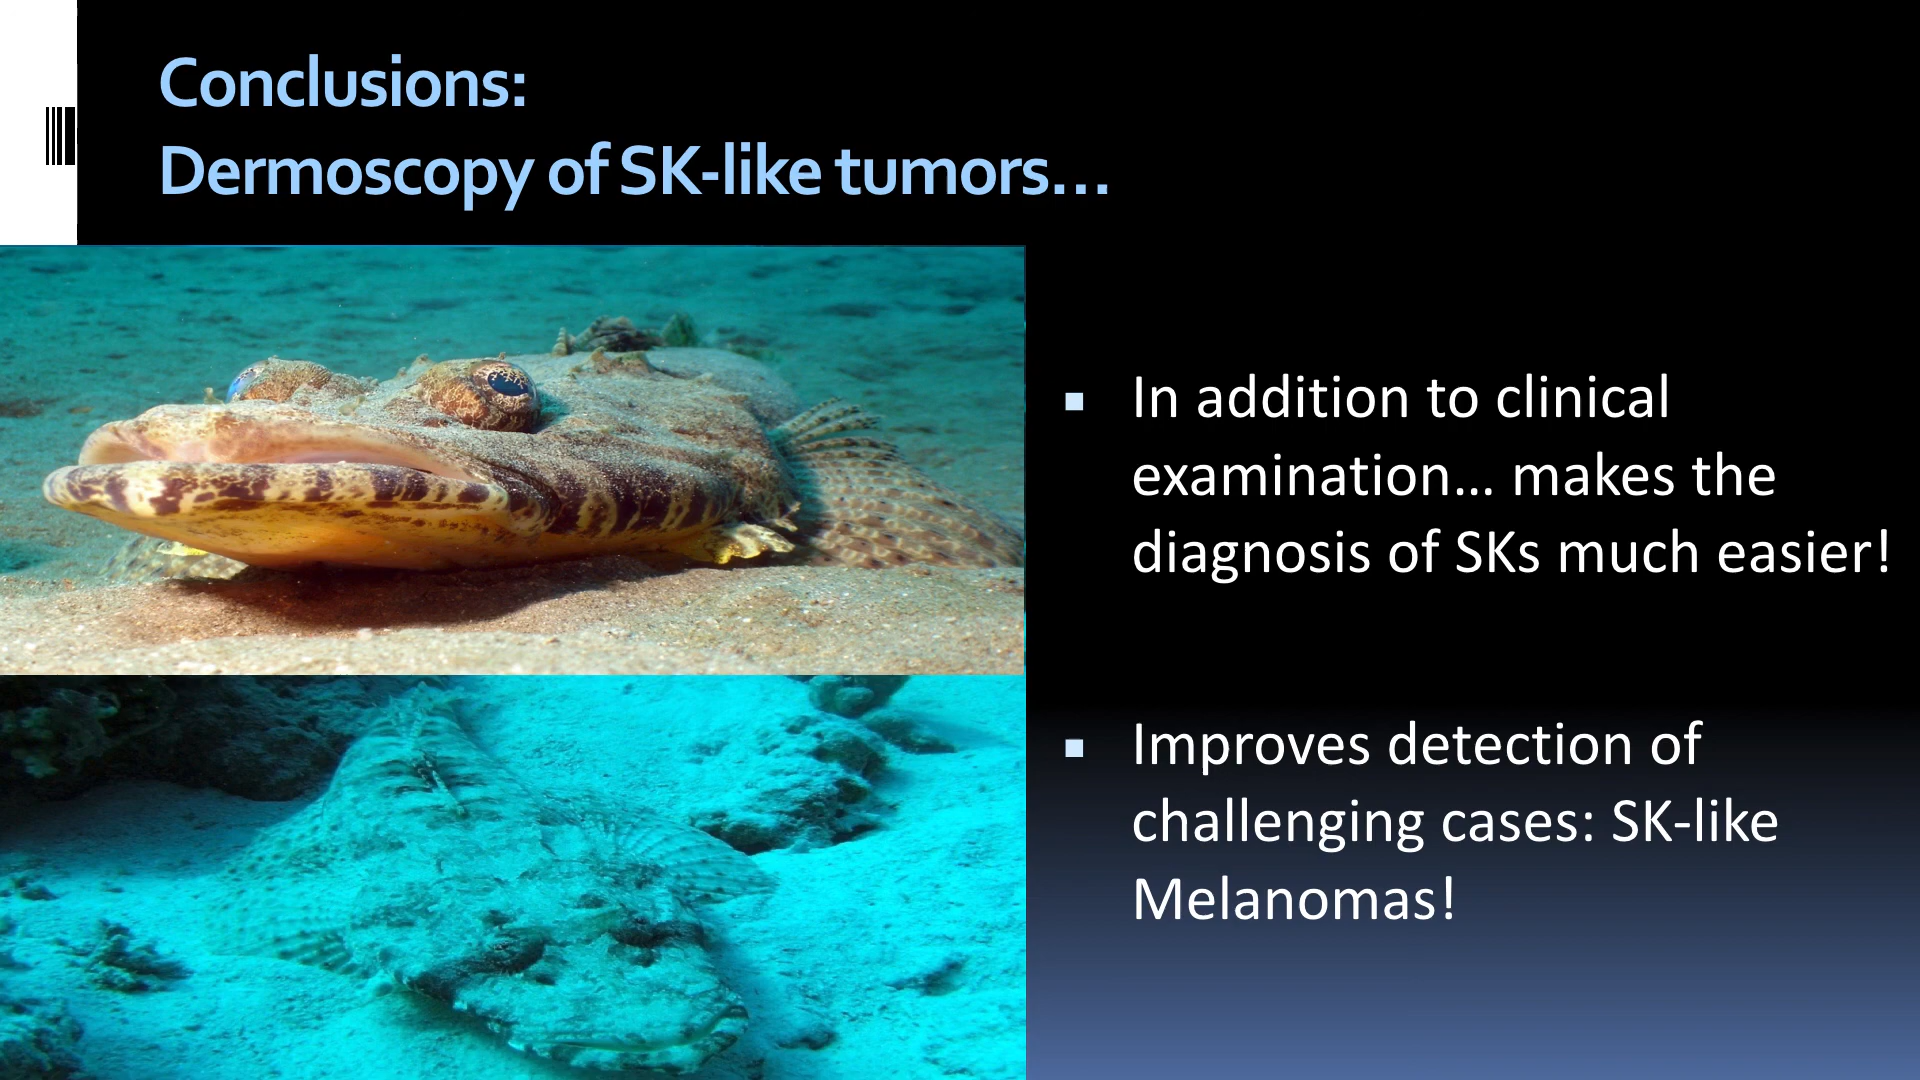 Conclusions:
Dermoscopy of SK-like tumors...
In addition to clinical
examination... makes the
diagnosis of SKs much easier!
Improves detection of
challenging cases: SK-like
Melanomas!